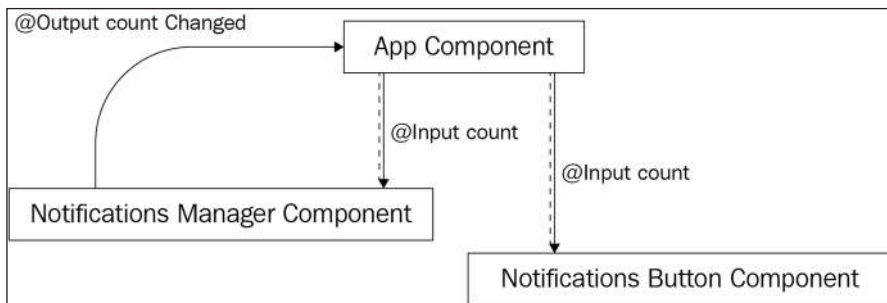 @Output count Changed
App Component
@Input count
@Input count
Notifications Manager Component
Notifications Button Component